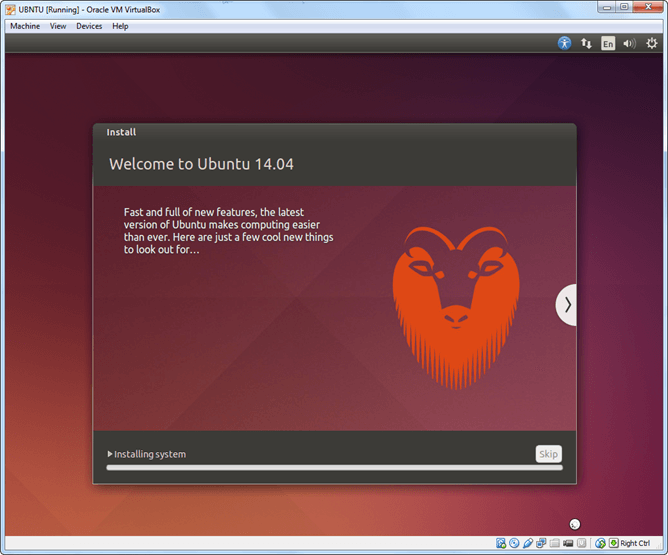 UBNTU [Running] - Oracle VM VirtualBox
Machine View Devices Help
En
Install
Welcome to Ubuntu 14.04
Fast and full of new features, the latest
version of Ubuntu makes computing easier
than ever. Here are just a few cool new things
to look out for...
Installing system
Skip
Right Ctrl